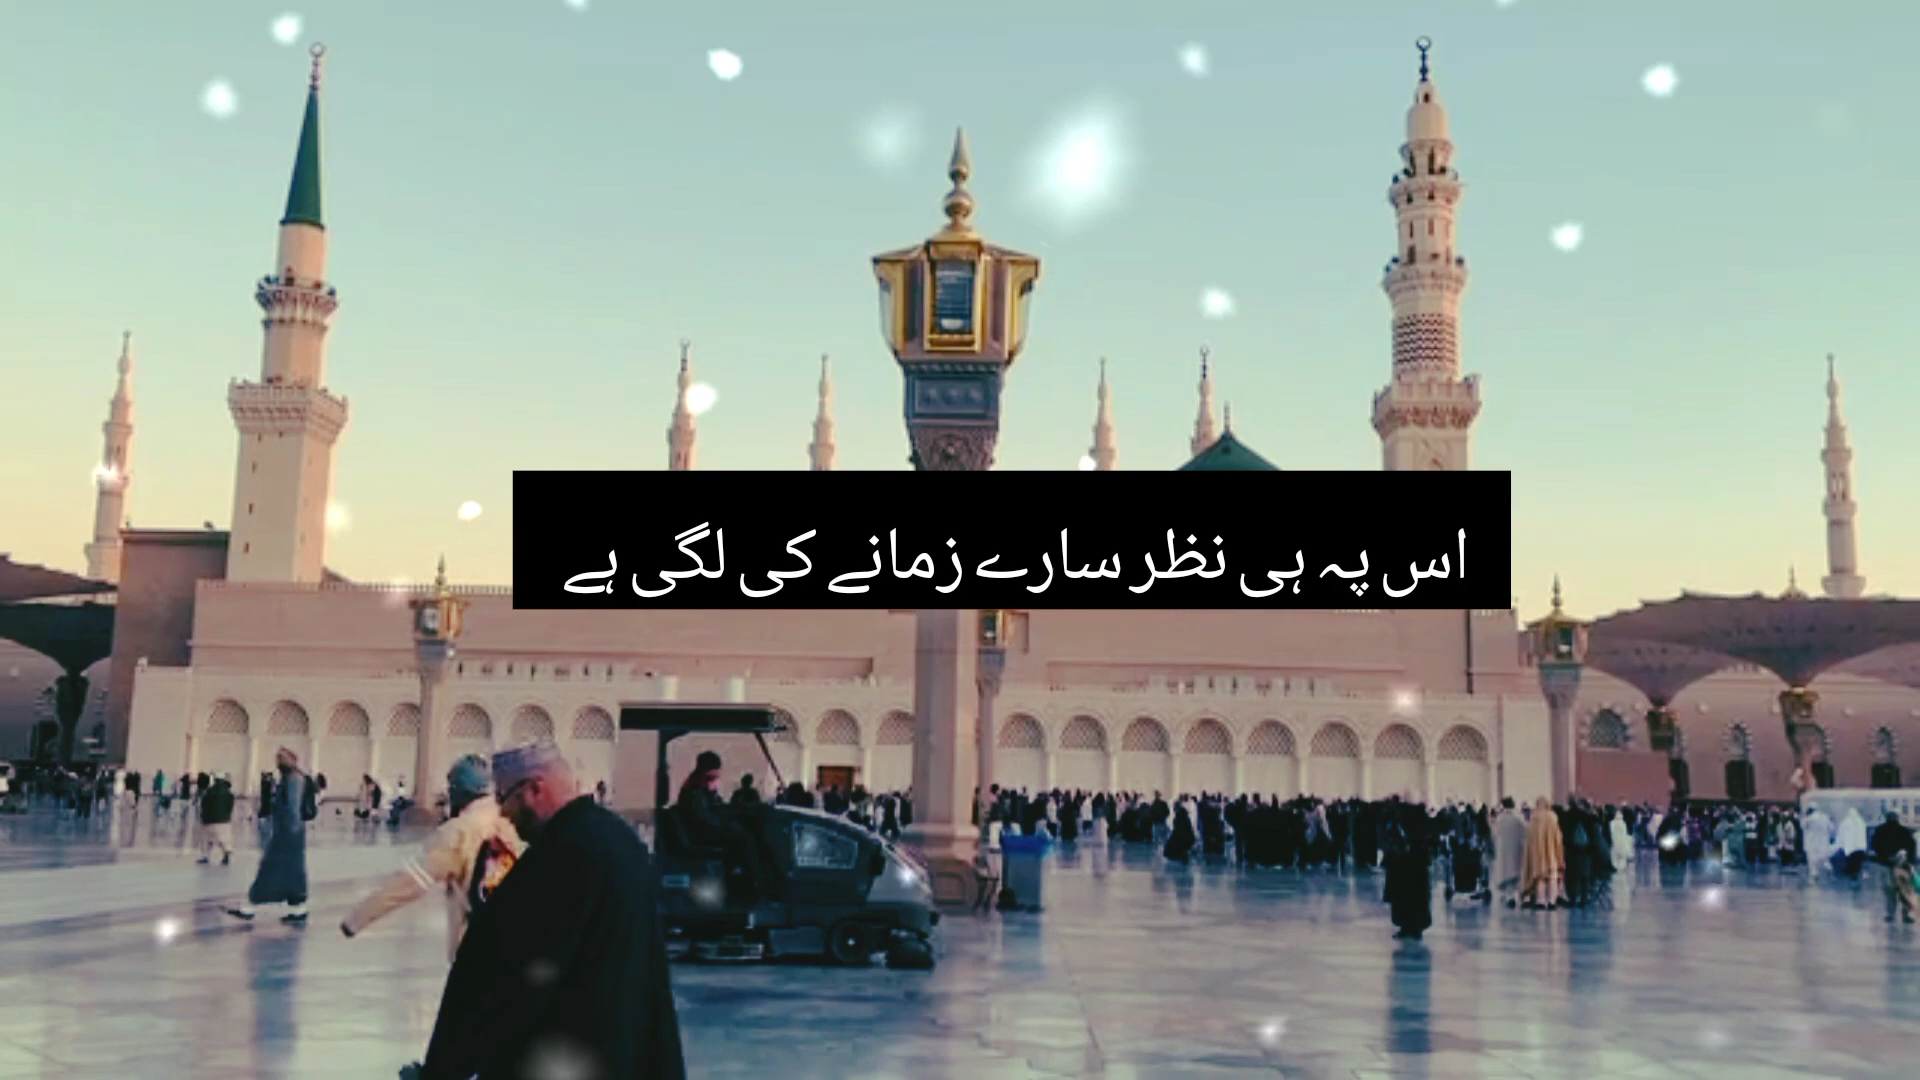 اس پہ ہی نظر سارے زمانے کی لگی ہے